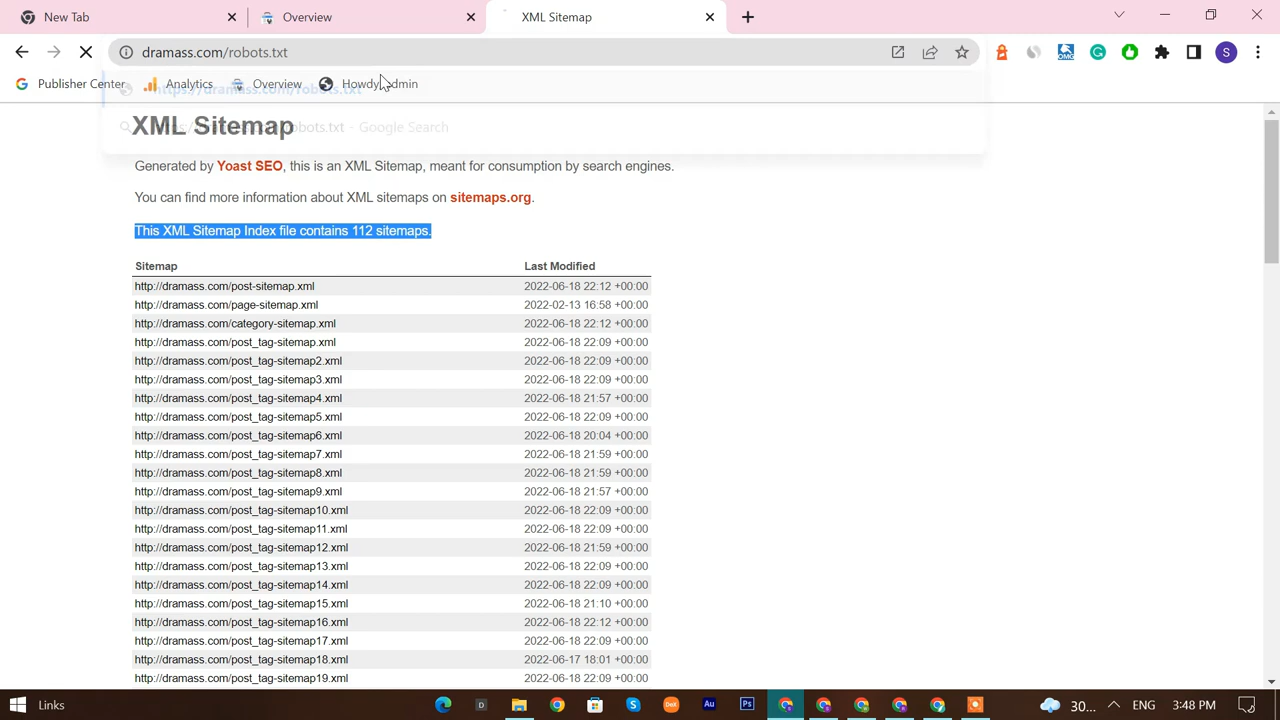 New Tab
Overview
XML Sitemap
dramass.com/robots.txt
S
Publisher Center
Analytics
Overview
Howdy Admin
https://dramass.com/robots.txt
XML Sitemap
robots.txt - Google Search
Generated by Yoast SEO, this is an XML Sitemap, meant for consumption by search engines.
You can find more information about XML sitemaps on sitemaps.org.
This XML Sitemap Index file contains 112 sitemaps.
Sitemap Last Modified
http://dramass.com/post-sitemap.xml 2022-06-18 22:12 +00:00
http://dramass.com/page-sitemap.xml 2022-02-13 16:58 +00:00
http://dramass.com/category-sitemap.xml 2022-06-18 22:12 +00:00
http://dramass.com/post_tag-sitemap.xml 2022-06-18 22:09 +00:00
http://dramass.com/post_tag-sitemap2.xml 2022-06-18 22:09 +00:00
http://dramass.com/post_tag-sitemap3.xml 2022-06-18 22:09 +00:00
http://dramass.com/post_tag-sitemap4.xml 2022-06-18 21:57 +00:00
http://dramass.com/post_tag-sitemap5.xml 2022-06-18 22:09 +00:00
http://dramass.com/post_tag-sitemap6.xml 2022-06-18 20:04 +00:00
http://dramass.com/post_tag-sitemap7.xml 2022-06-18 21:59 +00:00
http://dramass.com/post_tag-sitemap8.xml 2022-06-18 21:59 +00:00
http://dramass.com/post_tag-sitemap9.xml 2022-06-18 21:57 +00:00
http://dramass.com/post_tag-sitemap10.xml 2022-06-18 22:09 +00:00
http://dramass.com/post_tag-sitemap11.xml 2022-06-18 22:09 +00:00
http://dramass.com/post_tag-sitemap12.xml 2022-06-18 21:59 +00:00
http://dramass.com/post_tag-sitemap13.xml 2022-06-18 22:09 +00:00
http://dramass.com/post_tag-sitemap14.xml 2022-06-18 22:09 +00:00
http://dramass.com/post_tag-sitemap15.xml 2022-06-18 21:10 +00:00
http://dramass.com/post_tag-sitemap16.xml 2022-06-18 22:12 +00:00
http://dramass.com/post_tag-sitemap17.xml 2022-06-18 22:09 +00:00
http://dramass.com/post_tag-sitemap18.xml 2022-06-17 18:01 +00:00
http://dramass.com/post_tag-sitemap19.xml 2022-06-18 22:09 +00:00
Links
Au
Ps
30...
ENG
3:48 PM